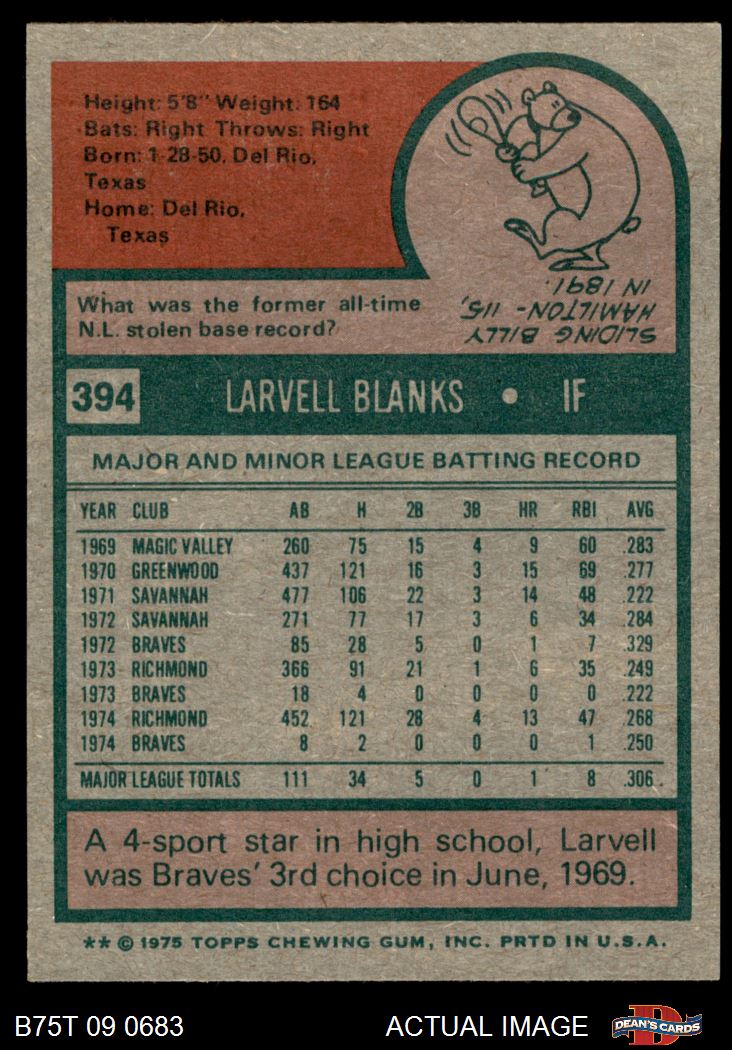 Height: 5'8" Weight: 164
Bats: Right Throws: Right
Born: 1-28-50, Del Rio,
Texas
Home: Del Rio,
Texas
What was the former all-time
N.L. stolen base record?
SLIDING BILLY
HAMILTON - 115,
IN 1891.
394 LARVELL BLANKS • IF
MAJOR AND MINOR LEAGUE BATTING RECORD
YEAR CLUB AB H 2B 3B HR RBI AVG
1969 MAGIC VALLEY 260 75 15 4 9 60 .283
1970 GREENWOOD 437 121 16 3 15 69 .277
1971 SAVANNAH 477 106 22 3 14 48 .222
1972 SAVANNAH 271 77 17 3 6 34 .284
1972 BRAVES 85 28 5 0 1 7 .329
1973 RICHMOND 366 91 21 1 6 35 .249
1973 BRAVES 18 4 0 0 0 0 .222
1974 RICHMOND 452 121 28 4 13 47 .268
1974 BRAVES 8 2 0 0 0 1 .250
MAJOR LEAGUE TOTALS 111 34 5 0 1 8 .306
A 4-sport star in high school, Larvell
was Braves' 3rd choice in June, 1969.
** © 1975 TOPPS CHEWING GUM, INC. PRTD IN U.S.A.
B75T 09 0683 ACTUAL IMAGE D DEAN'S CARDS